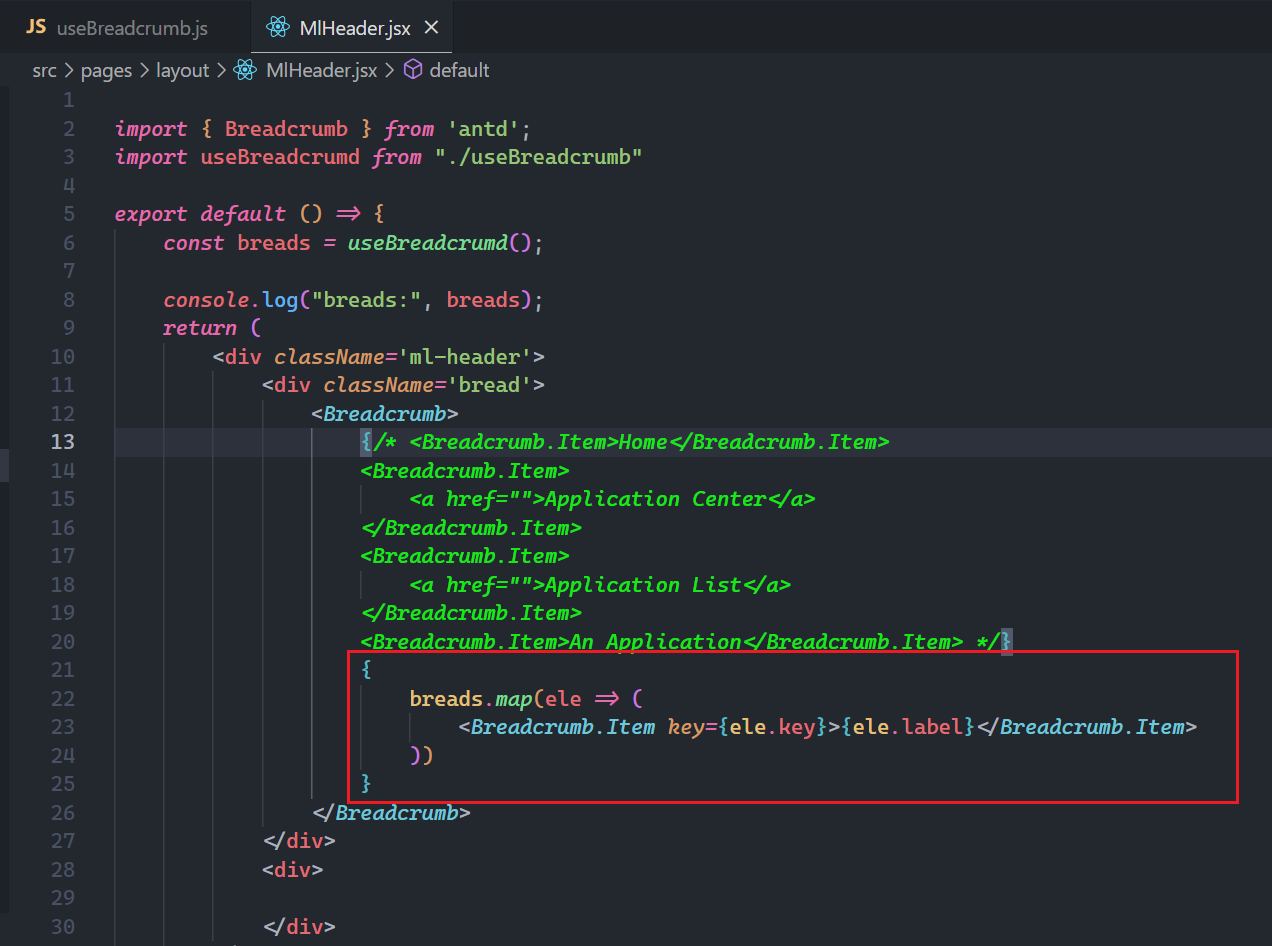 JS useBreadcrumb.js MlHeader.jsx ×
src > pages > layout > MlHeader.jsx > default
1
2 import { Breadcrumb } from 'antd';
3 import useBreadcrumd from "./useBreadcrumb"
4
5 export default () => {
6 const breads = useBreadcrumd();
7
8 console.log("breads:", breads);
9 return (
10 <div className='ml-header'>
11 <div className='bread'>
12 <Breadcrumb>
13 {/* <Breadcrumb.Item>Home</Breadcrumb.Item>
14 <Breadcrumb.Item>
15 <a href="">Application Center</a>
16 </Breadcrumb.Item>
17 <Breadcrumb.Item>
18 <a href="">Application List</a>
19 </Breadcrumb.Item>
20 <Breadcrumb.Item>An Application</Breadcrumb.Item> */}
21 {
22 breads.map(ele => (
23 <Breadcrumb.Item key={ele.key}>{ele.label}</Breadcrumb.Item>
24 ))
25 }
26 </Breadcrumb>
27 </div>
28 <div>
29
30 </div>